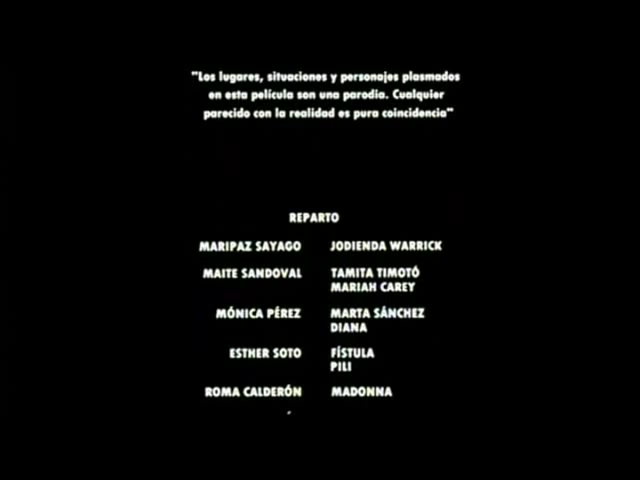 "Los lugares, situaciones y personajes plasmados
en esta película son una parodia. Cualquier
parecido con la realidad es pura coincidencia"
REPARTO
MARIPAZ SAYAGO JODIENDA WARRICK
MAITE SANDOVAL TAMITA TIMOTÓ
MARIAH CAREY
MÓNICA PÉREZ MARTA SÁNCHEZ
DIANA
ESTHER SOTO FÍSTULA
PILI
ROMA CALDERÓN MADONNA